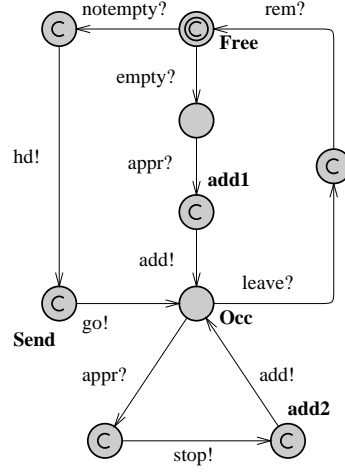 notempty?
rem?
C
C
Free
empty?
hd!
appr?
C
add1
C
add!
leave?
C
Send
go!
Occ
appr?
add!
add2
C
C
stop!